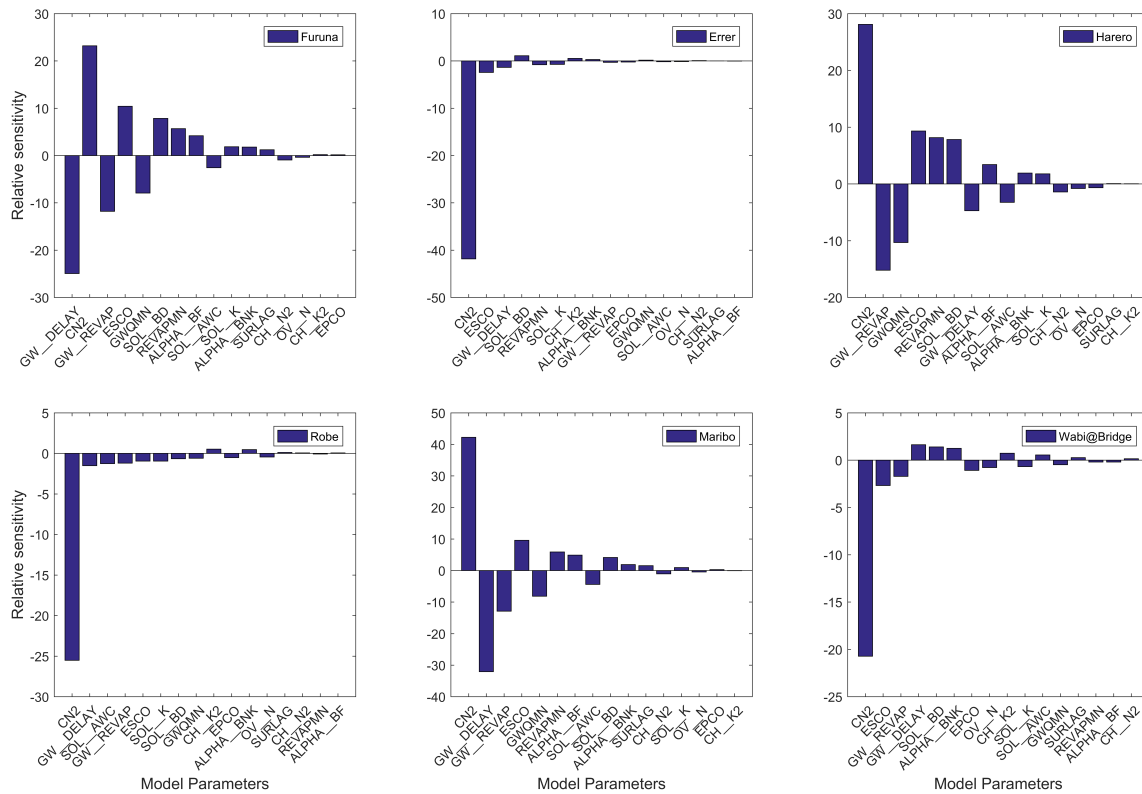 Relative sensitivity
30
20
10
0
-10
-20
-30
Furuna
GW__DELAY
CN2
GW__REVAP
ESCO
GWQMN
SOL__BD
REVAPMN
ALPHA__BF
SOL__AWC
SOL__K
ALPHA__BNK
SURLAG
CH__N2
OV__N
CH__K2
EPCO
10
0
-10
-20
-30
-40
-50
Errer
CN2
ESCO
GW__DELAY
SOL__BD
REVAPMN
SOL__K
CH__K2
ALPHA__BNK
GW__REVAP
EPCO
GWQMN
SOL__AWC
OV__N
CH__N2
SURLAG
ALPHA__BF
30
20
10
0
-10
-20
Harero
CN2
GW__REVAP
GWQMN
ESCO
REVAPMN
SOL__BD
GW__DELAY
ALPHA__BF
SOL__AWC
ALPHA__BNK
SOL__K
CH__N2
OV__N
EPCO
SURLAG
CH__K2
Relative sensitivity
5
0
-5
-10
-15
-20
-25
-30
Robe
CN2
GW__DELAY
SOL__AWC
GW__REVAP
ESCO
SOL__K
SOL__BD
GWQMN
CH__K2
EPCO
ALPHA__BNK
OV__N
SURLAG
CH__N2
REVAPMN
ALPHA__BF
Model Parameters
50
40
30
20
10
0
-10
-20
-30
-40
Maribo
CN2
GW__DELAY
GW__REVAP
ESCO
GWQMN
REVAPMN
ALPHA__BF
SOL__AWC
SOL__BD
ALPHA__BNK
SURLAG
CH__N2
SOL__K
OV__N
EPCO
CH__K2
Model Parameters
5
0
-5
-10
-15
-20
-25
Wabi@Bridge
CN2
ESCO
GW__REVAP
GW__DELAY
SOL__BD
ALPHA__BNK
EPCO
OV__N
CH__K2
SOL__K
SOL__AWC
GWQMN
SURLAG
REVAPMN
ALPHA__BF
CH__N2
Model Parameters